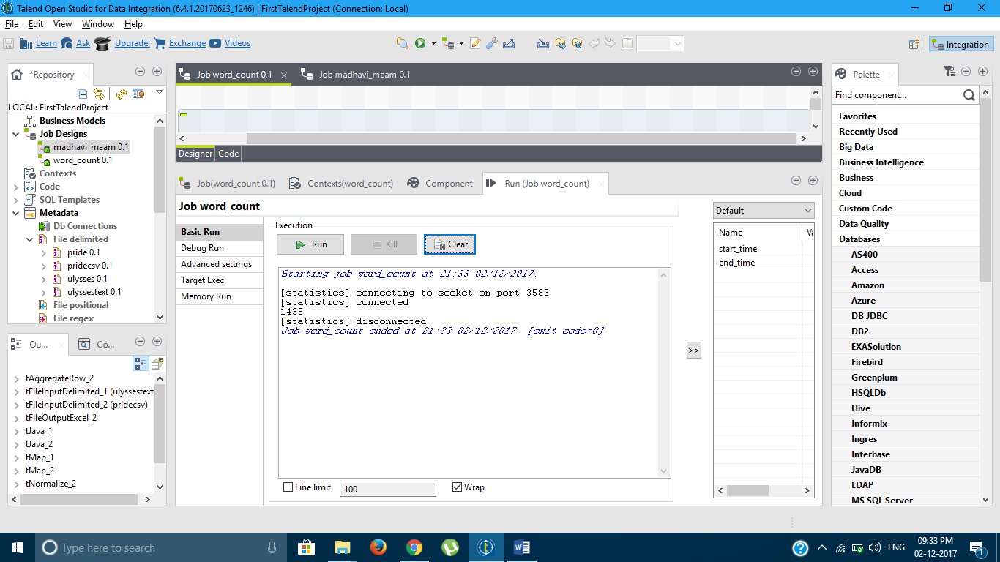 Talend Open Studio for Data Integration (6.4.1.20170623_1246) | FirstTalendProject (Connection: Local)
File Edit View Window Help
Learn Ask Upgrade! Exchange Videos
Integration
*Repository
LOCAL: FirstTalendProject
Business Models
Job Designs
madhavi_maam 0.1
word_count 0.1
Contexts
Code
SQL Templates
Metadata
Db Connections
File delimited
pride 0.1
pridecsv 0.1
ulysses 0.1
ulyssestext 0.1
File positional
File regex
Ou...
Co...
tAggregateRow_2
tFileInputDelimited_1 (ulyssestext
tFileInputDelimited_2 (pridecsv)
tFileOutputExcel_2
tJava_1
tJava_2
tMap_1
tMap_2
tNormalize_2
Job word_count 0.1
Job madhavi_maam 0.1
Designer
Code
Job(word_count 0.1)
Contexts(word_count)
Component
Run (Job word_count)
Job word_count
Basic Run
Debug Run
Advanced settings
Target Exec
Memory Run
Execution
Run
Kill
Clear
Starting job word_count at 21:33 02/12/2017.
[statistics] connecting to socket on port 3583
[statistics] connected
1438
[statistics] disconnected
Job word_count ended at 21:33 02/12/2017. [exit code=0]
Line limit
100
Wrap
>>
Default
Name
Va
start_time
end_time
Palette
Find component...
Favorites
Recently Used
Big Data
Business Intelligence
Business
Cloud
Custom Code
Data Quality
Databases
AS400
Access
Amazon
Azure
DB JDBC
DB2
EXASolution
Firebird
Greenplum
HSQLDb
Hive
Informix
Ingres
Interbase
JavaDB
LDAP
MS SQL Server
Type here to search
ENG
09:33 PM
02-12-2017
1